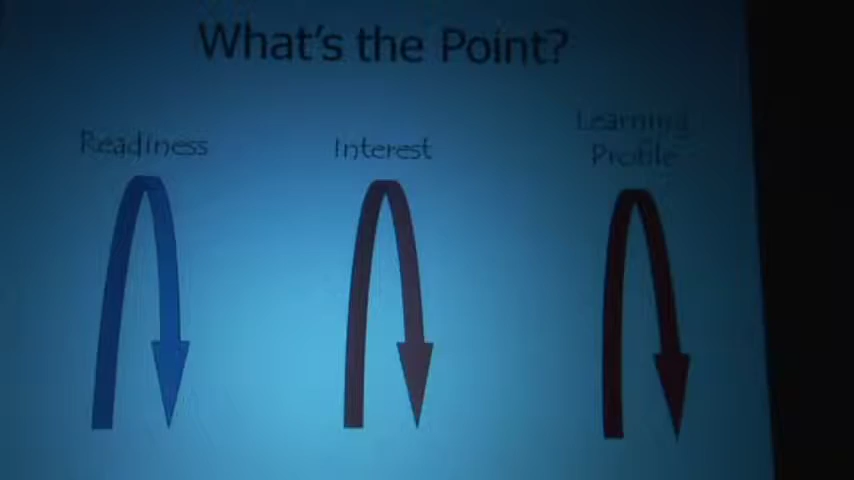 What's the Point?
Readiness
Interest
Learning
Profile